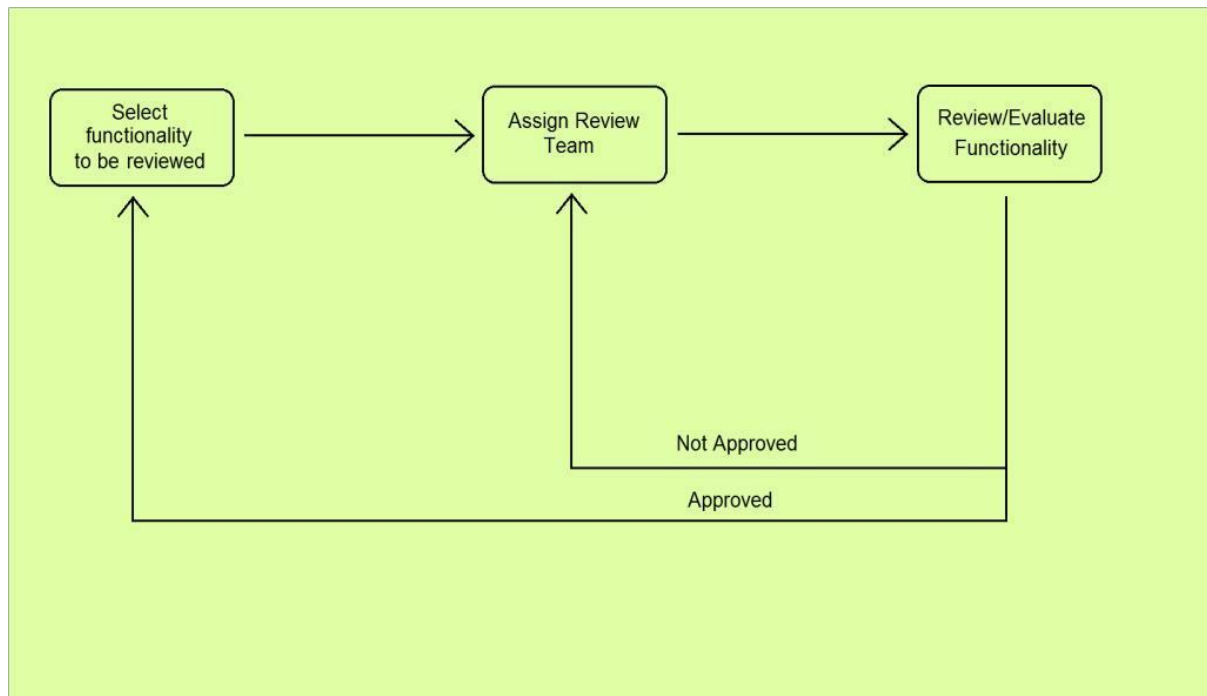 Select
functionality
to be reviewed
Assign Review
Team
Review/Evaluate
Functionality
Not Approved
Approved